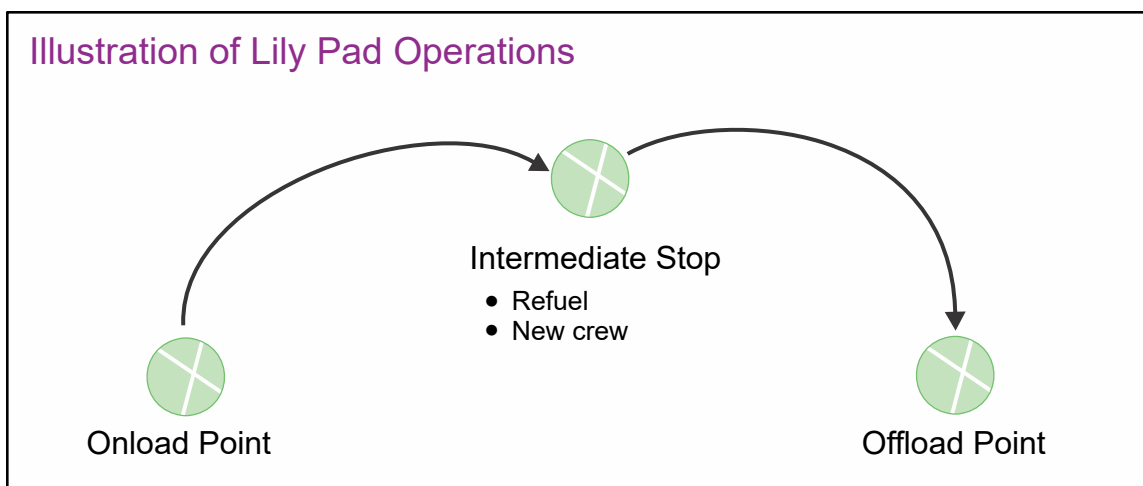 Illustration of Lily Pad Operations
Intermediate Stop
● Refuel
● New crew
Onload Point
Offload Point